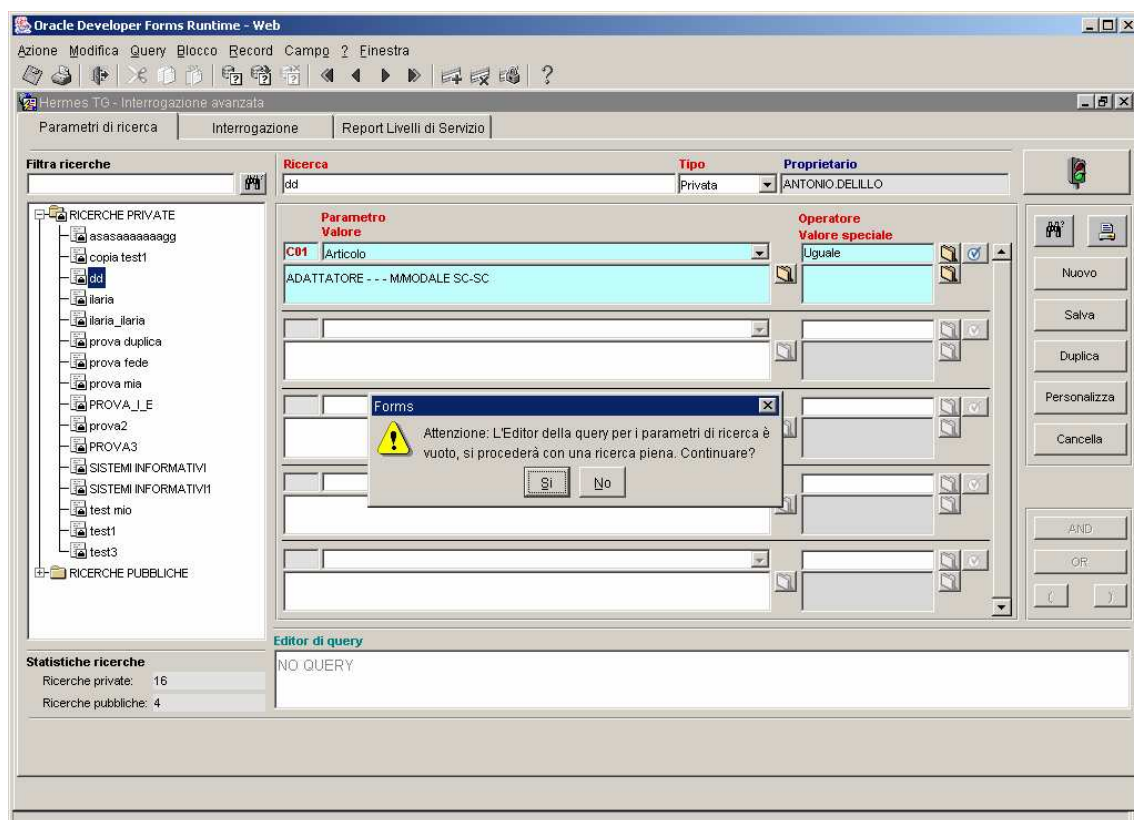 Oracle Developer Forms Runtime - Web
Azione Modifica Query Blocco Record Campo ? Finestra
Hermes TG - Interrogazione avanzata
Parametri di ricerca Interrogazione Report Livelli di Servizio
Filtra ricerche Ricerca Tipo Proprietario
dd Privata ANTONIO.DELILLO
RICERCHE PRIVATE
asasaaaaaagg
copia test1
dd
ilaria
ilaria_ilaria
prova duplica
prova fede
prova mia
PROVA_I_E
prova2
PROVA3
SISTEMI INFORMATIVI
SISTEMI INFORMATIVI1
test mio
test1
test3
RICERCHE PUBBLICHE
Parametro Operatore
Valore Valore speciale
C01 Articolo Uguale
ADATTATORE - - - M/MODALE SC-SC
Forms
Attenzione: L'Editor della query per i parametri di ricerca è
vuoto, si procederà con una ricerca piena. Continuare?
Si No
Nuovo
Salva
Duplica
Personalizza
Cancella
AND
OR
( )
Editor di query
NO QUERY
Statistiche ricerche
Ricerche private: 16
Ricerche pubbliche: 4